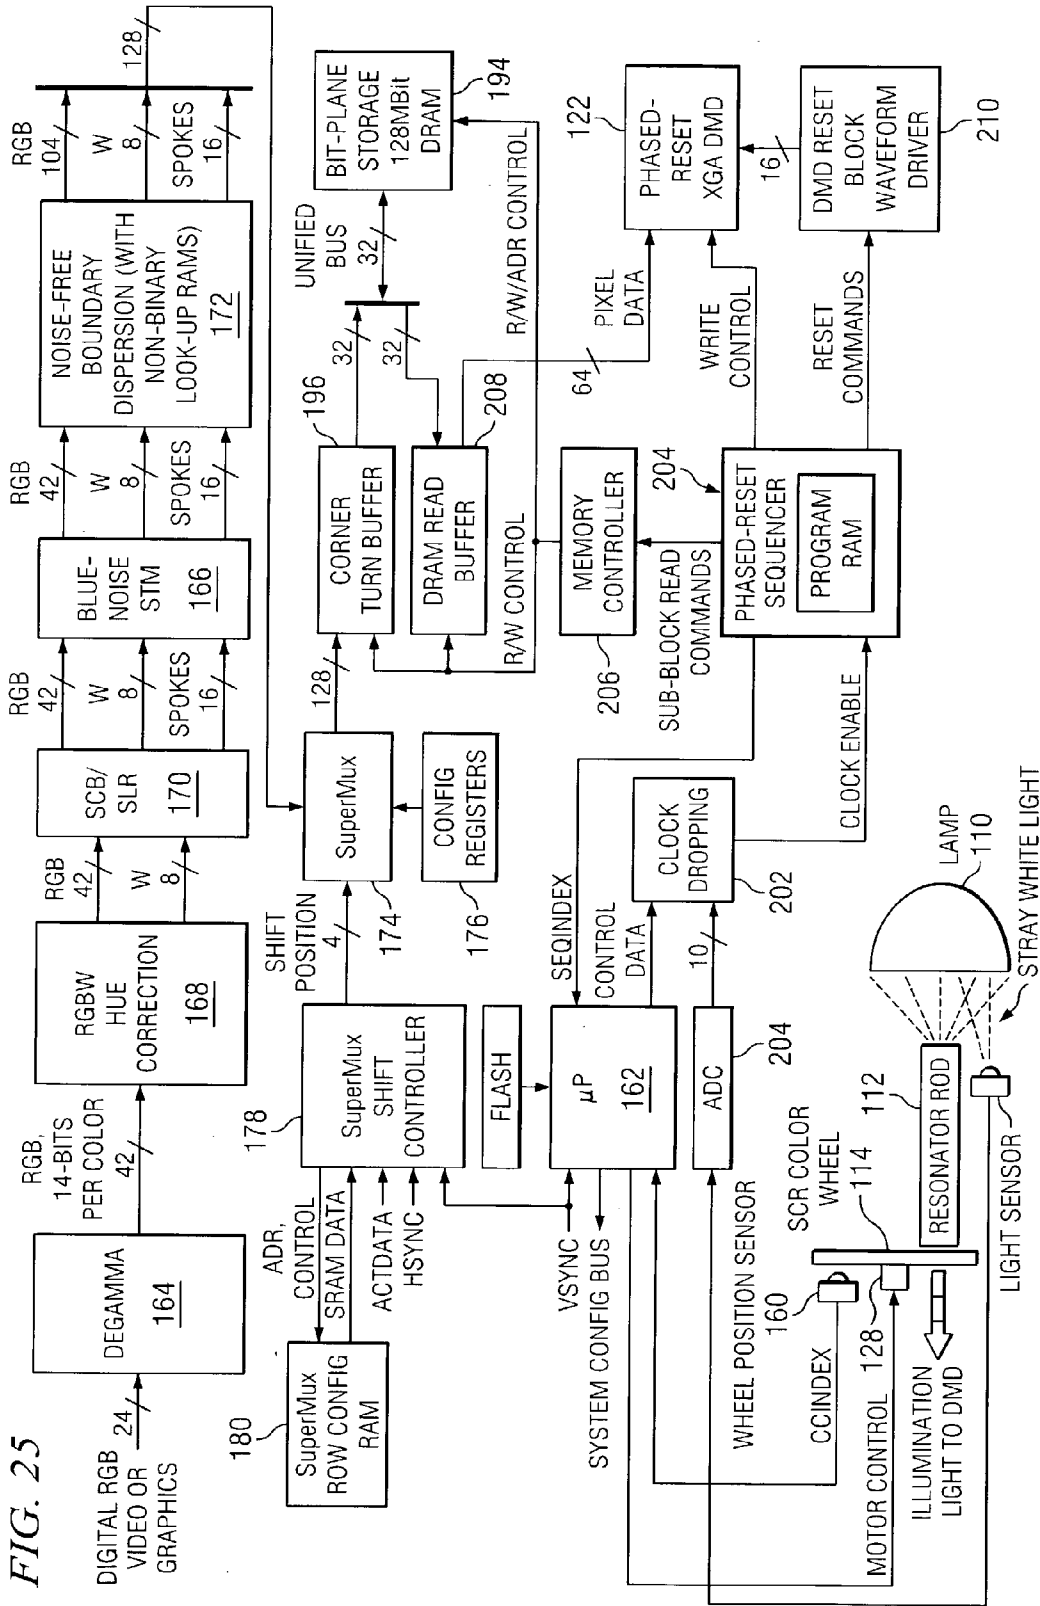 FIG. 25
DIGITAL RGB
VIDEO OR
GRAPHICS
24
DEGAMMA
164
RGB,
14-BITS
PER COLOR
42
RGBW
HUE
CORRECTION
168
RGB
42
W
8
SCB/
SLR
170
RGB
42
W
8
SPOKES
16
BLUE-
NOISE
STM
166
RGB
42
W
8
SPOKES
16
NOISE-FREE
BOUNDARY
DISPERSION (WITH
NON-BINARY
LOOK-UP RAMS)
172
RGB
104
W
8
SPOKES
16
128
180
SuperMux
ROW CONFIG
RAM
ADR,
CONTROL
SRAM DATA
ACTDATA
HSYNC
178
SuperMux
SHIFT
CONTROLLER
SHIFT
POSITION
4
SuperMux
174
CONFIG
REGISTERS
176
128
196
CORNER
TURN BUFFER
DRAM READ
BUFFER
208
32
32
UNIFIED
BUS
32
BIT-PLANE
STORAGE
128MBit
DRAM
194
R/W CONTROL
R/W/ADR CONTROL
FLASH
VSYNC
SYSTEM CONFIG BUS
µP
162
SEQINDEX
CONTROL
DATA
CLOCK
DROPPING
202
10
ADC
204
206
MEMORY
CONTROLLER
SUB-BLOCK READ
COMMANDS
204
PHASED-RESET
SEQUENCER
PROGRAM
RAM
CLOCK ENABLE
64
PIXEL
DATA
WRITE
CONTROL
RESET
COMMANDS
122
PHASED-
RESET
XGA DMD
16
DMD RESET
BLOCK
WAVEFORM
DRIVER
210
WHEEL POSITION SENSOR
CCINDEX
160
MOTOR CONTROL
128
SCR COLOR
WHEEL
114
ILLUMINATION
LIGHT TO DMD
112
RESONATOR ROD
LIGHT SENSOR
LAMP
110
STRAY WHITE LIGHT